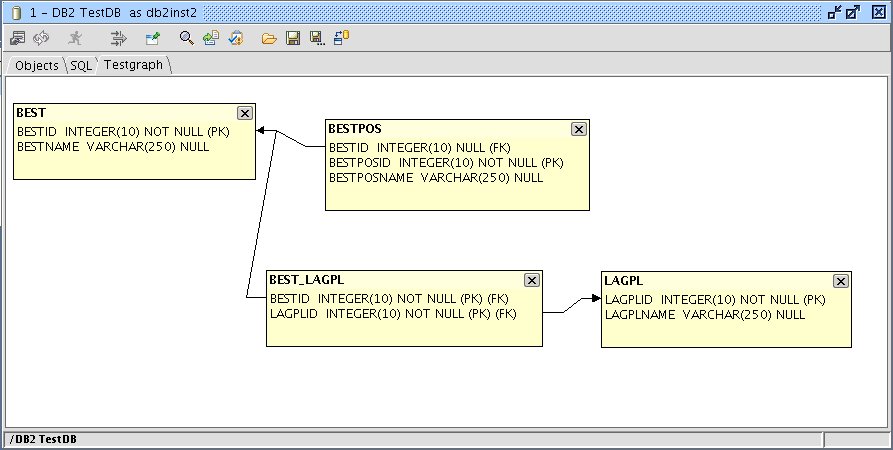 1 - DB2 TestDB as db2inst2
Objects SQL Testgraph
BEST
BESTID INTEGER(10) NOT NULL (PK)
BESTNAME VARCHAR(250) NULL
BESTPOS
BESTID INTEGER(10) NULL (FK)
BESTPOSID INTEGER(10) NOT NULL (PK)
BESTPOSNAME VARCHAR(250) NULL
BEST_LAGPL
BESTID INTEGER(10) NOT NULL (PK) (FK)
LAGPLID INTEGER(10) NOT NULL (PK) (FK)
LAGPL
LAGPLID INTEGER(10) NOT NULL (PK)
LAGPLNAME VARCHAR(250) NULL
/DB2 TestDB